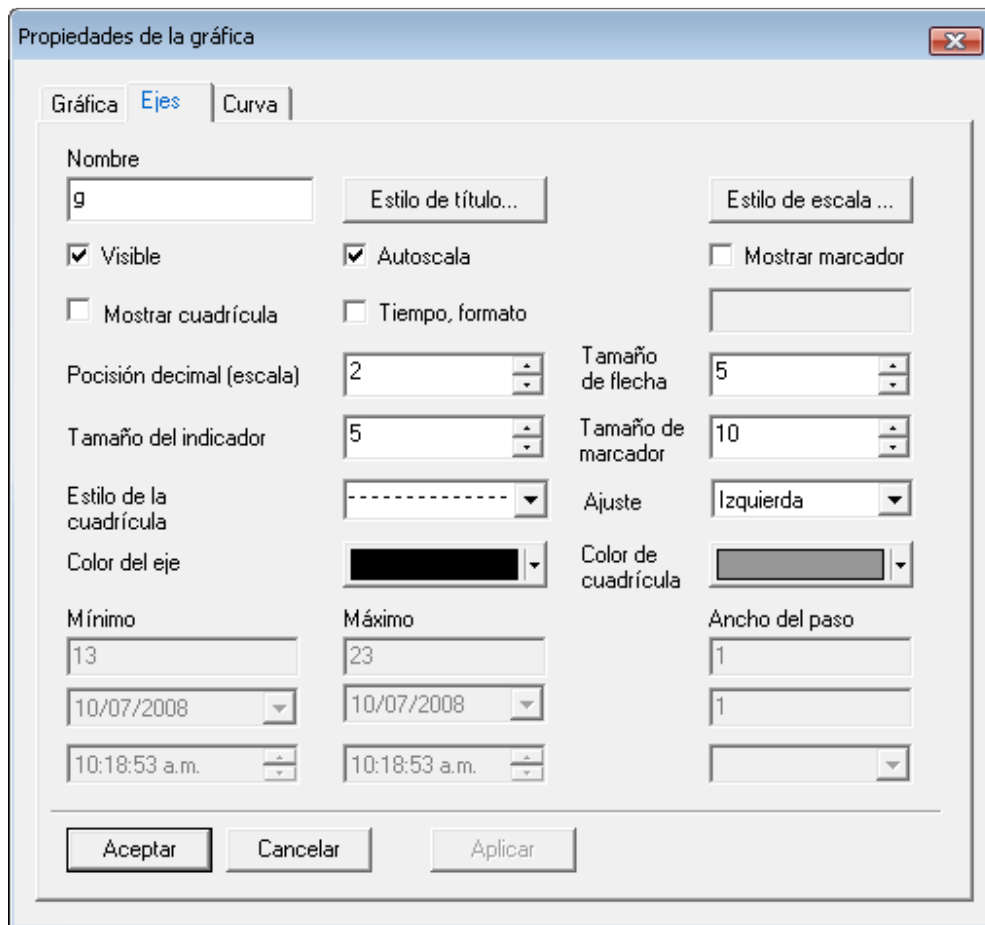 Propiedades de la gráfica
Gráfica Ejes Curva
Nombre
g Estilo de título... Estilo de escala ...
Visible Autoscala Mostrar marcador
Mostrar cuadrícula Tiempo, formato
Pocisión decimal (escala) 2 Tamaño de flecha 5
Tamaño del indicador 5 Tamaño de marcador 10
Estilo de la cuadrícula Ajuste Izquierda
Color del eje Color de cuadrícula
Mínimo Máximo Ancho del paso
13 23 1
10/07/2008 10/07/2008 1
10:18:53 a.m. 10:18:53 a.m.
Aceptar Cancelar Aplicar